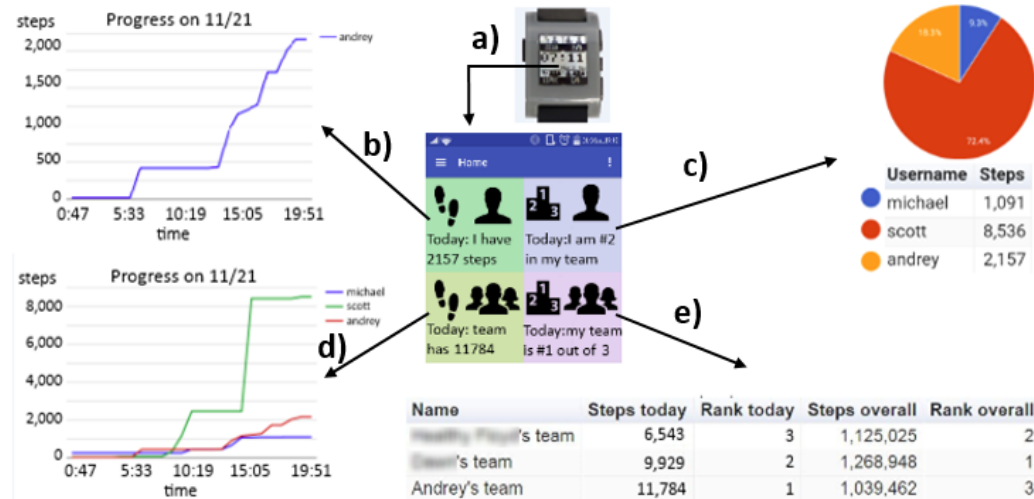 steps
Progress on 11/21
andrey
2,000
1,500
1,000
500
0
0:47 5:33 10:19 15:05 19:51
time
a)
07:11
b)
Home
Today: I have
2157 steps
Today:I am #2
in my team
Today: team
has 11784
Today:my team
is #1 out of 3
c)
9.3%
18.3%
72.4%
Username Steps
michael 1,091
scott 8,536
andrey 2,157
steps
Progress on 11/21
michael
scott
andrey
8,000
6,000
4,000
2,000
0
0:47 5:33 10:19 15:05 19:51
time
d)
e)
Name Steps today Rank today Steps overall Rank overall
's team 6,543 3 1,125,025 2
's team 9,929 2 1,268,948 1
Andrey's team 11,784 1 1,039,462 3